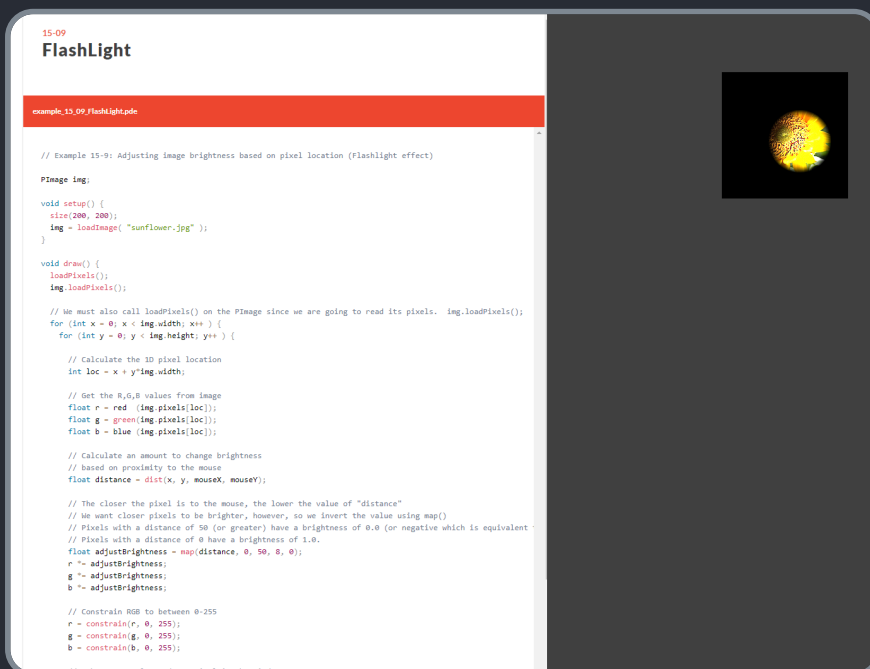 15-09
FlashLight
example_15_09_FlashLight.pde
// Example 15-9: Adjusting image brightness based on pixel location (Flashlight effect)
PImage img;
void setup() {
size(200, 200);
img = loadImage( "sunflower.jpg" );
}
void draw() {
loadPixels();
img.loadPixels();
// We must also call loadPixels() on the PImage since we are going to read its pixels.  img.loadPixels();
for (int x = 0; x < img.width; x++ ) {
for (int y = 0; y < img.height; y++ ) {
// Calculate the 1D pixel location
int loc = x + y*img.width;
// Get the R,G,B values from image
float r = red  (img.pixels[loc]);
float g = green(img.pixels[loc]);
float b = blue (img.pixels[loc]);
// Calculate an amount to change brightness
// based on proximity to the mouse
float distance = dist(x, y, mouseX, mouseY);
// The closer the pixel is to the mouse, the lower the value of "distance"
// We want closer pixels to be brighter, however, so we invert the value using map()
// Pixels with a distance of 50 (or greater) have a brightness of 0.0 (or negative which is equivalent
// Pixels with a distance of 0 have a brightness of 1.0.
float adjustBrightness = map(distance, 0, 50, 8, 0);
r *= adjustBrightness;
g *= adjustBrightness;
b *= adjustBrightness;
// Constrain RGB to between 0-255
r = constrain(r, 0, 255);
g = constrain(g, 0, 255);
b = constrain(b, 0, 255);